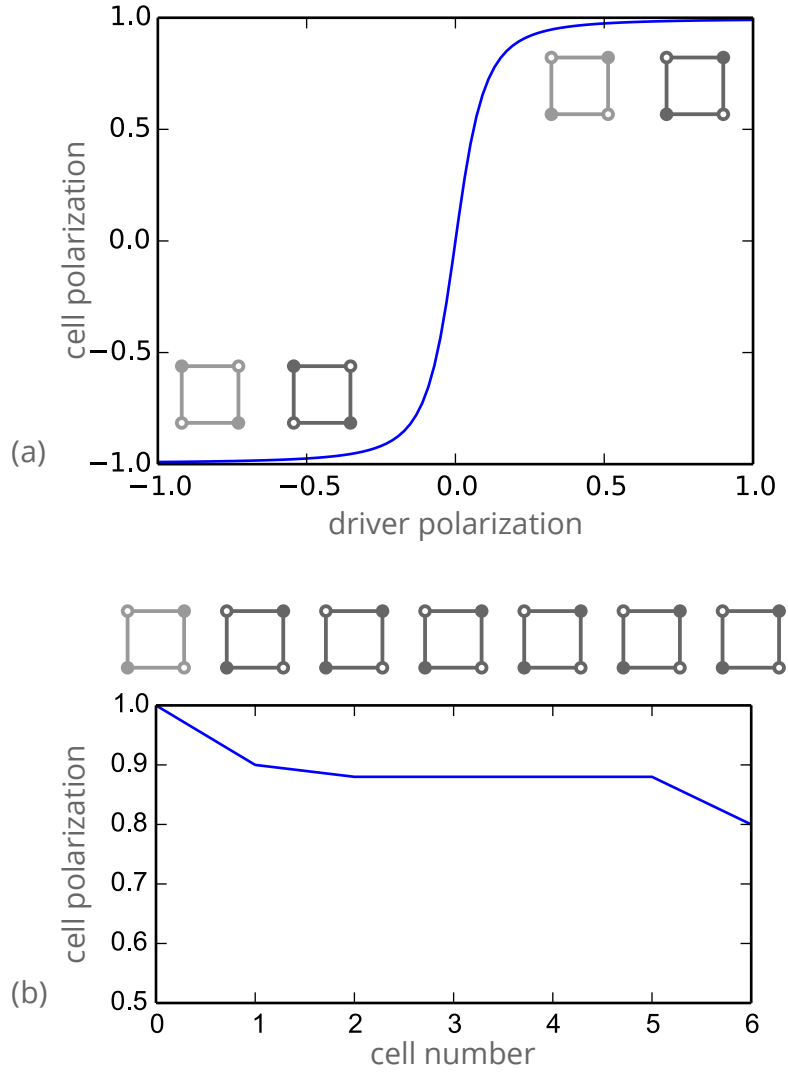 1.0
0.5
0.0
−0.5
−1.0
cell polarization
(a)
−1.0 −0.5 0.0 0.5 1.0
driver polarization
1.0
0.9
0.8
0.7
0.6
0.5
cell polarization
(b)
0 1 2 3 4 5 6
cell number